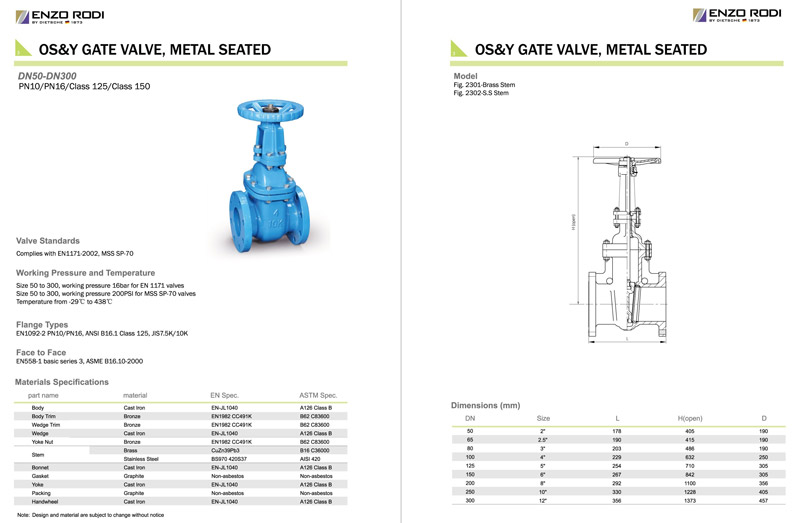 ENZO RODI
BY DIETSCHE 1873
OS&Y GATE VALVE, METAL SEATED
DN50-DN300
PN10/PN16/Class 125/Class 150
Valve Standards
Complies with EN1171-2002, MSS SP-70
Working Pressure and Temperature
Size 50 to 300, working pressure 16bar for EN 1171 valves
Size 50 to 300, working pressure 200PSI for MSS SP-70 valves
Temperature from -29℃ to 438℃
Flange Types
EN1092-2 PN10/PN16, ANSI B16.1 Class 125, JIS7.5K/10K
Face to Face
EN558-1 basic series 3, ASME B16.10-2000
Materials Specifications
part name material EN Spec. ASTM Spec.
Body Cast Iron EN-JL1040 A126 Class B
Body Trim Bronze EN1982 CC491K B62 C83600
Wedge Trim Bronze EN1982 CC491K B62 C83600
Wedge Cast Iron EN-JL1040 A126 Class B
Yoke Nut Bronze EN1982 CC491K B62 C83600
Stem Brass CuZn39Pb3 B16 C36000
Stainless Steel BS970 420S37 AISI 420
Bonnet Cast Iron EN-JL1040 A126 Class B
Gasket Graphite Non-asbestos Non-asbestos
Yoke Cast Iron EN-JL1040 A126 Class B
Packing Graphite Non-asbestos Non-asbestos
Handwheel Cast Iron EN-JL1040 A126 Class B
Note: Design and material are subject to change without notice
ENZO RODI
BY DIETSCHE 1873
OS&Y GATE VALVE, METAL SEATED
Model
Fig. 2301-Brass Stem
Fig. 2302-S.S Stem
D
H(open)
L
Dimensions (mm)
DN Size L H(open) D
50 2" 178 405 190
65 2.5" 190 415 190
80 3" 203 486 190
100 4" 229 632 250
125 5" 254 710 305
150 6" 267 842 305
200 8" 292 1100 356
250 10" 330 1228 405
300 12" 356 1373 457